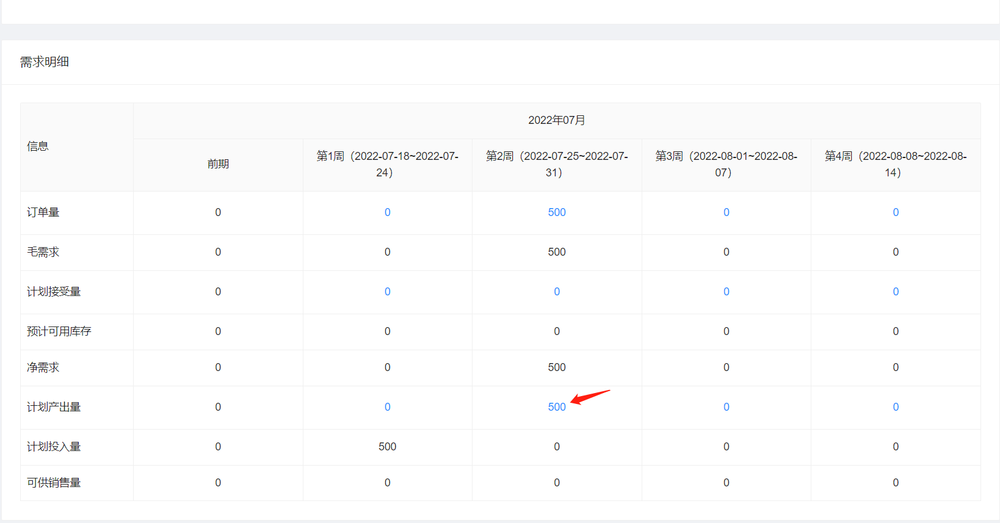 需求明细
信息
2022年07月
前期
第1周（2022-07-18~2022-07-
24）
第2周（2022-07-25~2022-07-
31）
第3周（2022-08-01~2022-08-
07）
第4周（2022-08-08~2022-08-
14）
订单量 0 0 500 0 0
毛需求 0 0 500 0 0
计划接受量 0 0 0 0 0
预计可用库存 0 0 0 0 0
净需求 0 0 500 0 0
计划产出量 0 0 500 0 0
计划投入量 0 500 0 0 0
可供销售量 0 0 0 0 0